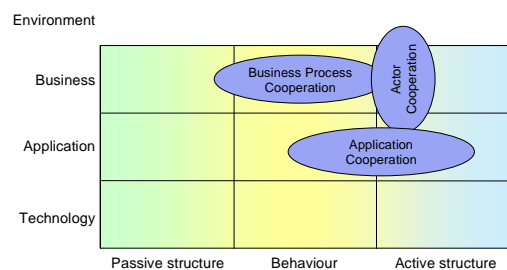 Environment
Business
Business Process
Cooperation
Actor
Cooperation
Application
Application
Cooperation
Technology
Passive structure
Behaviour
Active structure